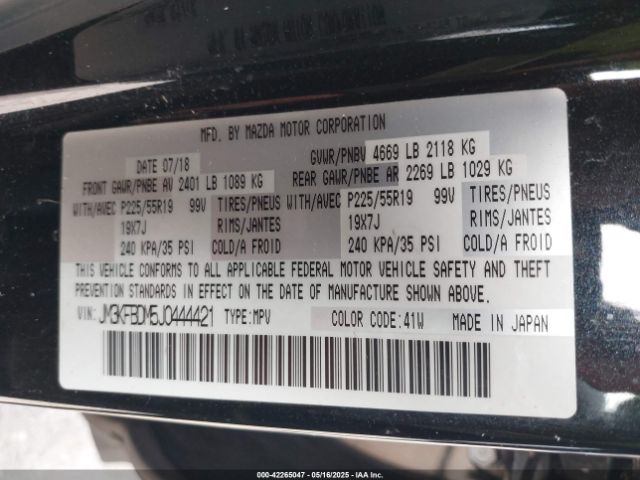 MFD. BY MAZDA MOTOR CORPORATION
DATE 07/18 GVWR/PNBV 4669 LB 2118 KG
FRONT GAWR/PNBE AV 2401 LB 1089 KG REAR GAWR/PNBE AR 2269 LB 1029 KG
WITH/AVEC P225/55R19 99V TIRES/PNEUS WITH/AVEC P225/55R19 99V TIRES/PNEUS
19X7J RIMS/JANTES 19X7J RIMS/JANTES
240 KPA/35 PSI COLD/A FROID 240 KPA/35 PSI COLD/A FROID
THIS VEHICLE CONFORMS TO ALL APPLICABLE FEDERAL MOTOR VEHICLE SAFETY AND THEFT
PREVENTION STANDARDS IN EFFECT ON THE DATE OF MANUFACTURE SHOWN ABOVE.
VIN: JM3KFBDM5J0444421 TYPE:MPV COLOR CODE:41W MADE IN JAPAN
000-42265047 - 05/16/2025 - IAAI.COM